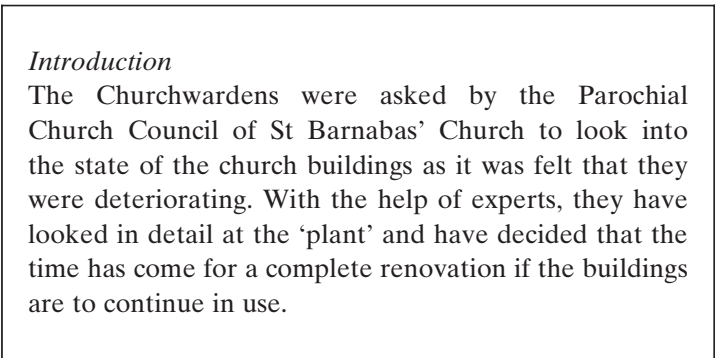 Introduction
The Churchwardens were asked by the Parochial
Church Council of St Barnabas’ Church to look into
the state of the church buildings as it was felt that they
were deteriorating. With the help of experts, they have
looked in detail at the ‘plant’ and have decided that the
time has come for a complete renovation if the buildings
are to continue in use.